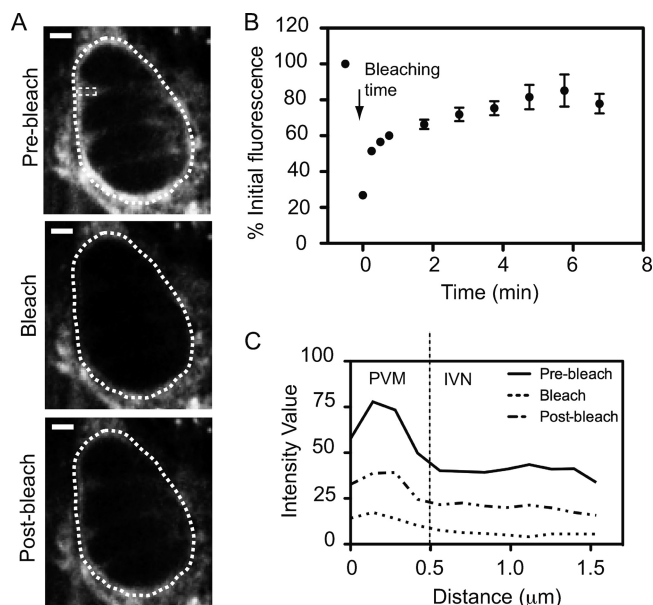 A
Pre-bleach
Bleach
Post-bleach
B
% Initial fluorescence
120
100
80
60
40
20
0
Bleaching
time
0 2 4 6 8
Time (min)
C
Intensity Value
100
75
50
25
0
PVM IVN
Pre-bleach
Bleach
Post-bleach
0 0.5 1.0 1.5
Distance (µm)